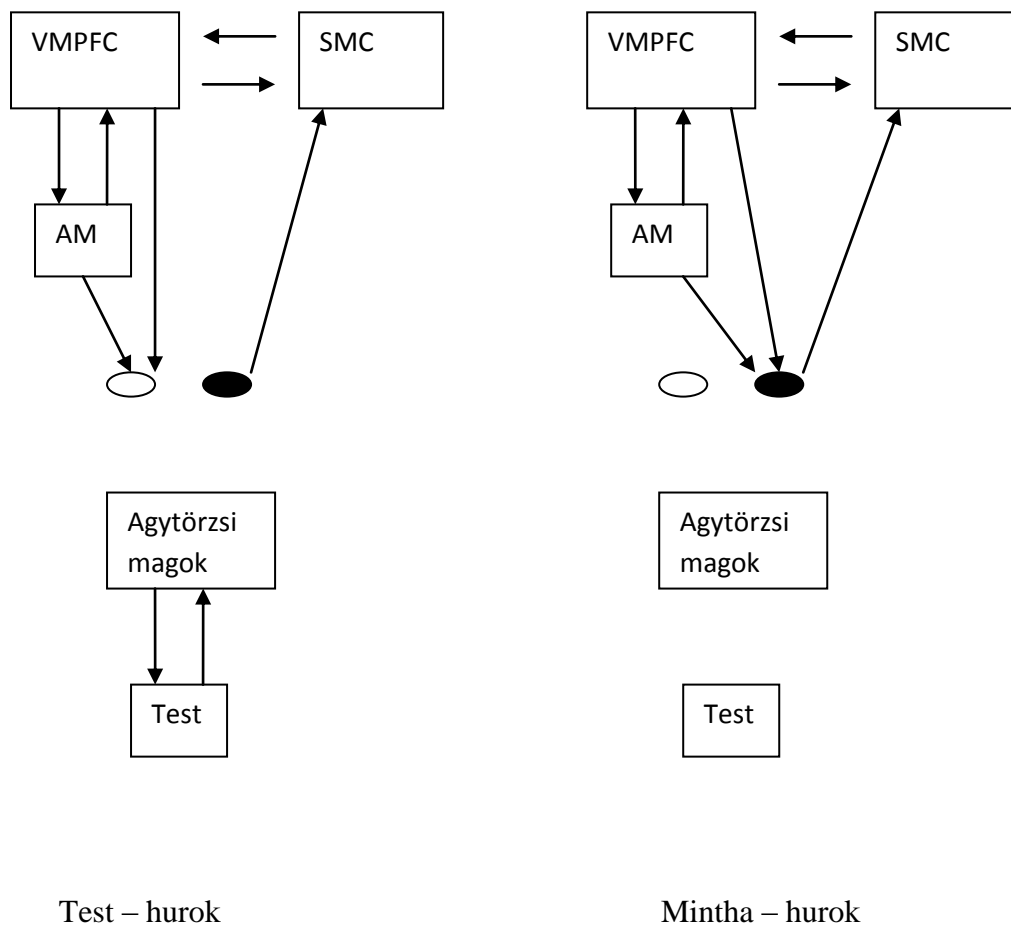 VMPFC
SMC
AM
Agytörzsi
magok
Test
Test – hurok
VMPFC
SMC
AM
Agytörzsi
magok
Test
Mintha – hurok